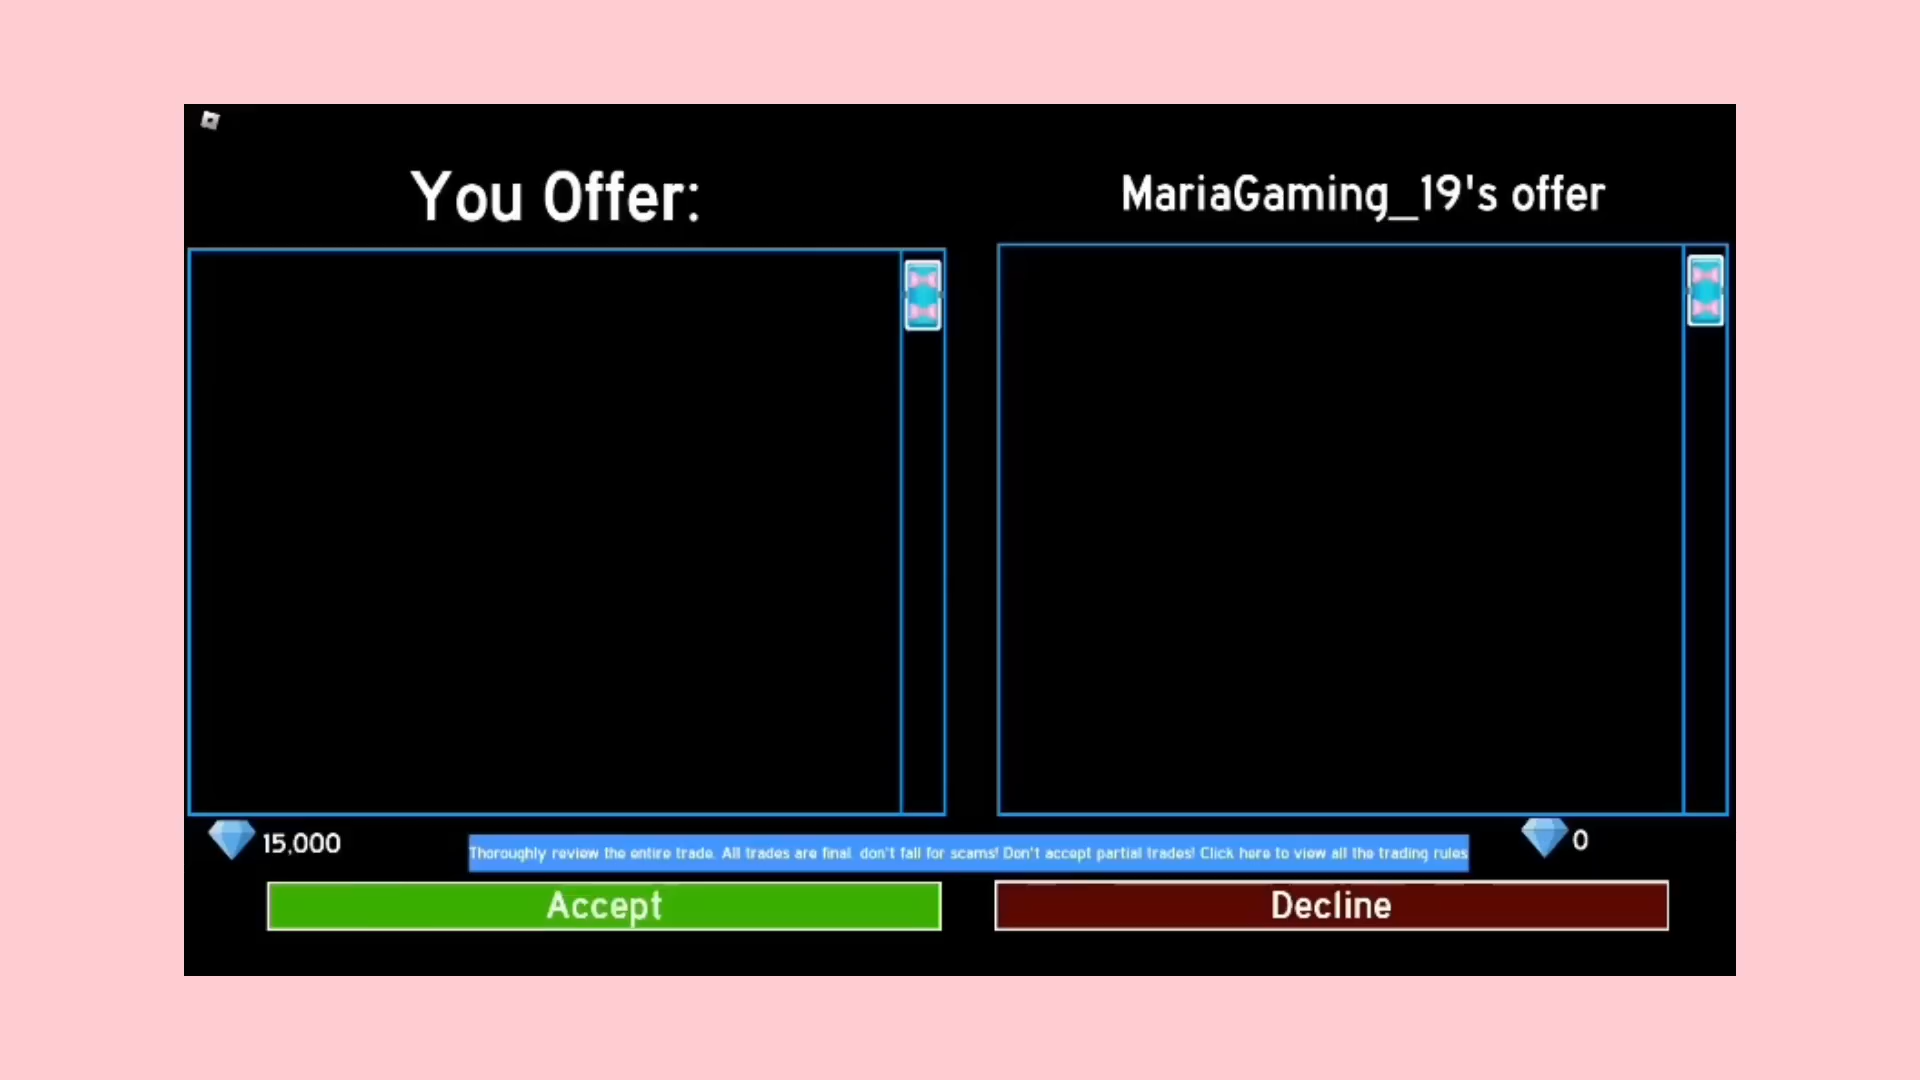 You Offer:
MariaGaming_19's offer
15,000
Thoroughly review the entire trade. All trades are final don't fall for scams! Don't accept partial trades! Click here to view all the trading rules
0
Accept
Decline